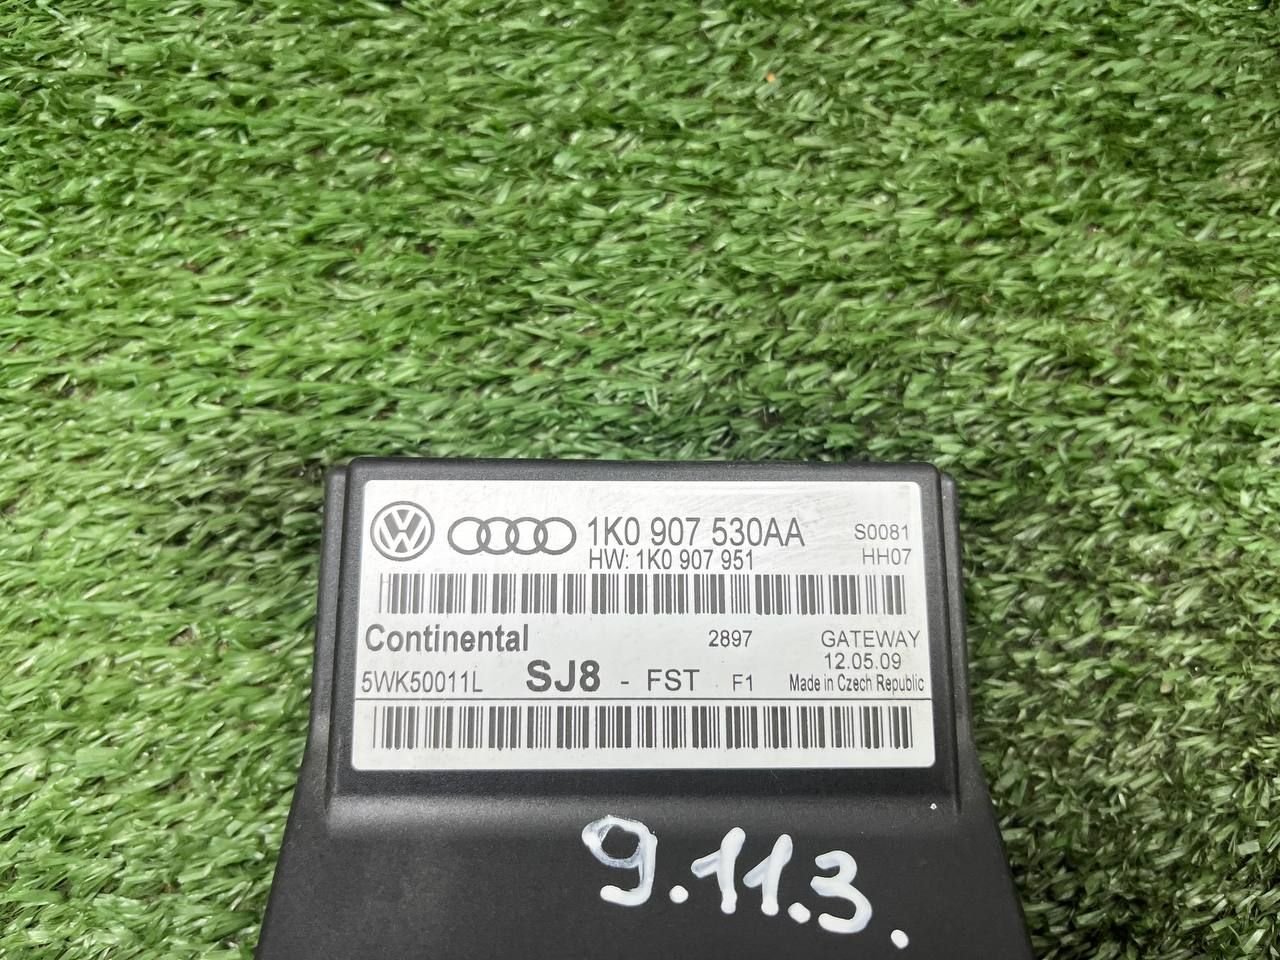 1K0 907 530AA S0081
HW: 1K0 907 951 HH07
Continental 2897 GATEWAY
12.05.09
5WK50011L SJ8 - FST F1 Made in Czech Republic
9.11.3.